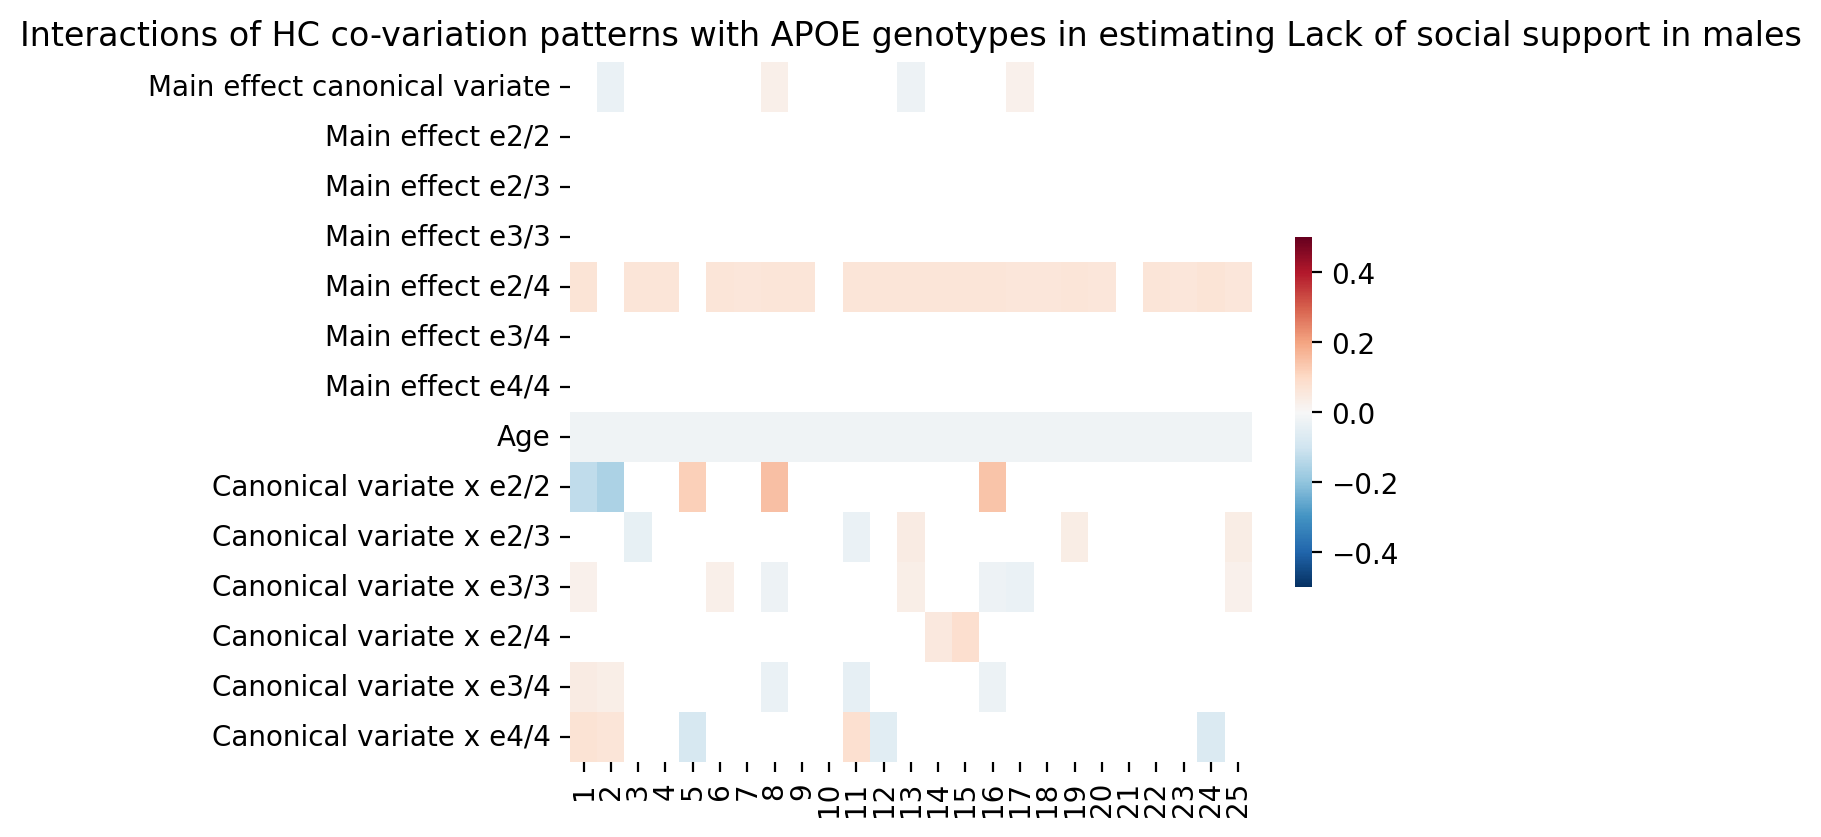 Interactions of HC co-variation patterns with APOE genotypes in estimating Lack of social support in males
Main effect canonical variate
Main effect e2/2
Main effect e2/3
Main effect e3/3
Main effect e2/4
Main effect e3/4
Main effect e4/4
Age
Canonical variate x e2/2
Canonical variate x e2/3
Canonical variate x e3/3
Canonical variate x e2/4
Canonical variate x e3/4
Canonical variate x e4/4
1 2 3 4 5 6 7 8 9 10 11 12 13 14 15 16 17 18 19 20 21 22 23 24 25
0.4
0.2
0.0
−0.2
−0.4